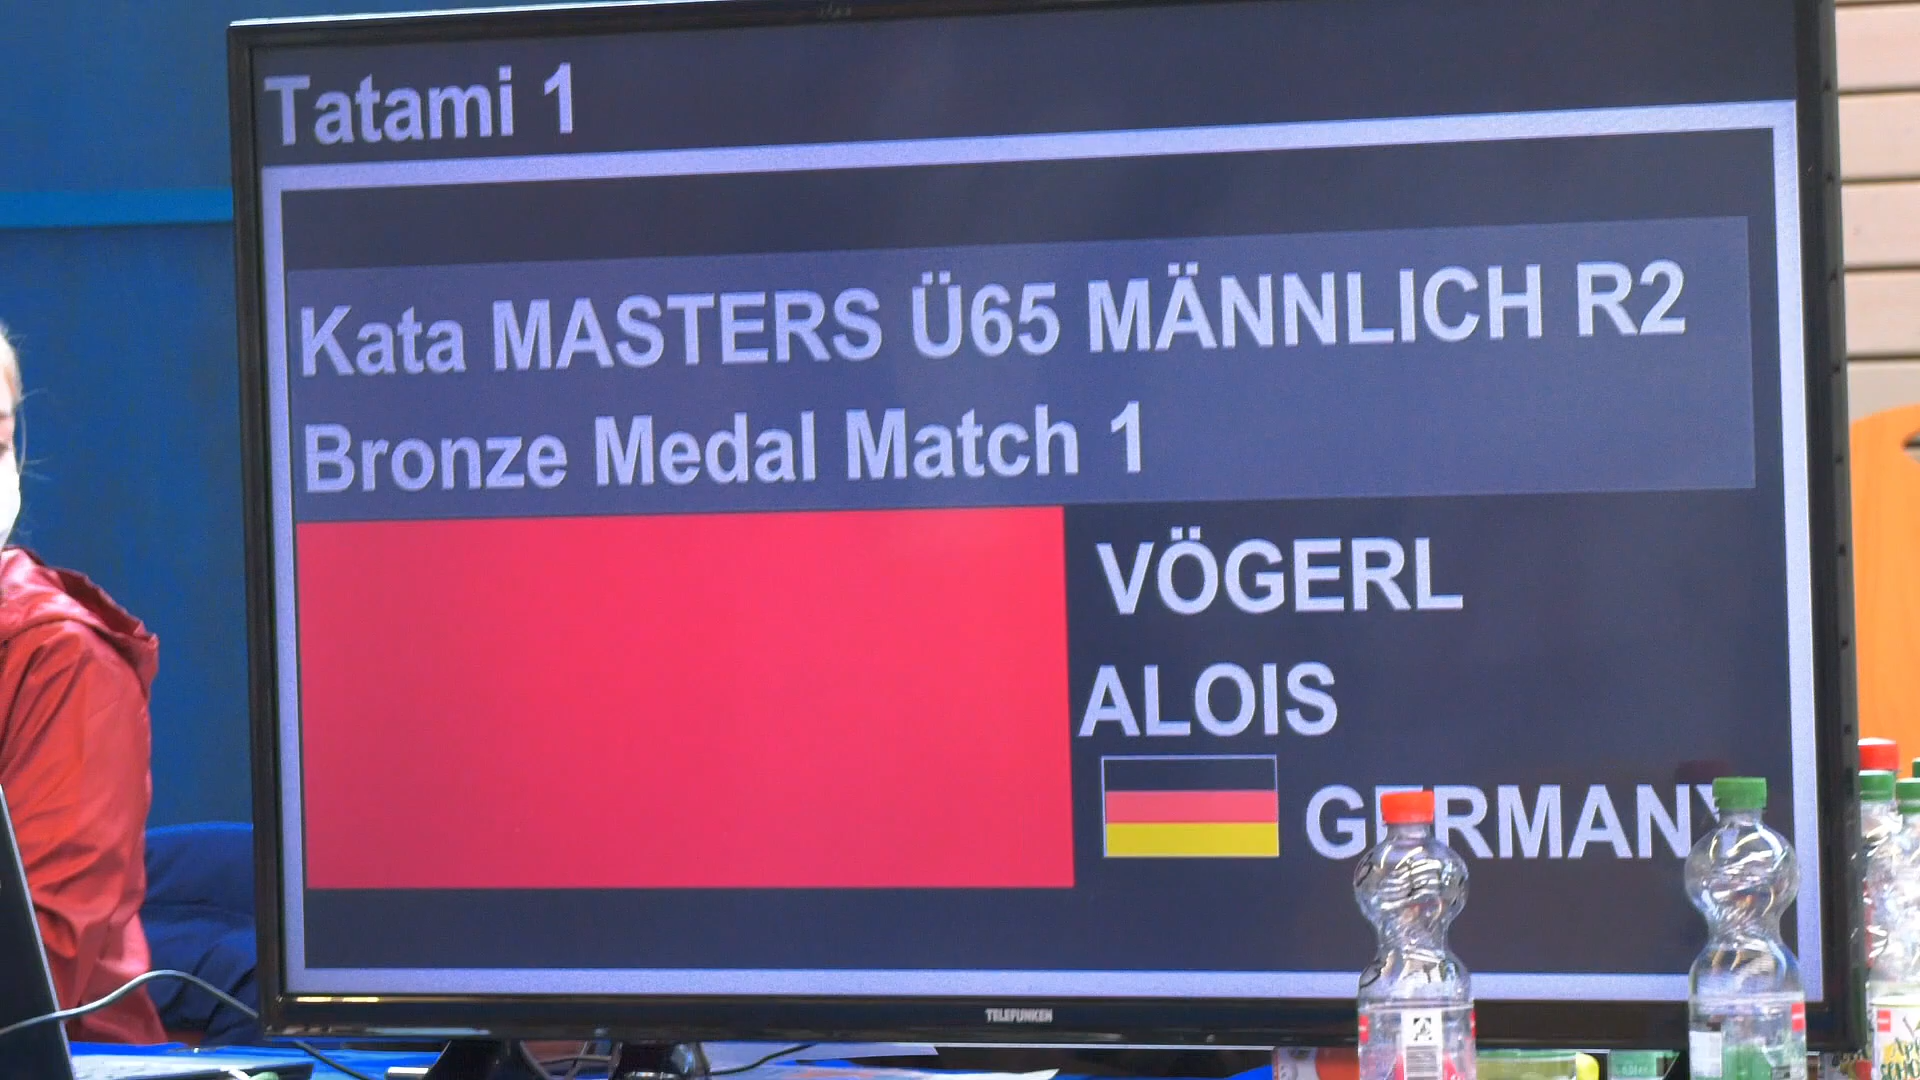 Tatami 1
Kata MASTERS Ü65 MÄNNLICH R2
Bronze Medal Match 1
VÖGERL
ALOIS
GERMANY
TELEFUNKEN